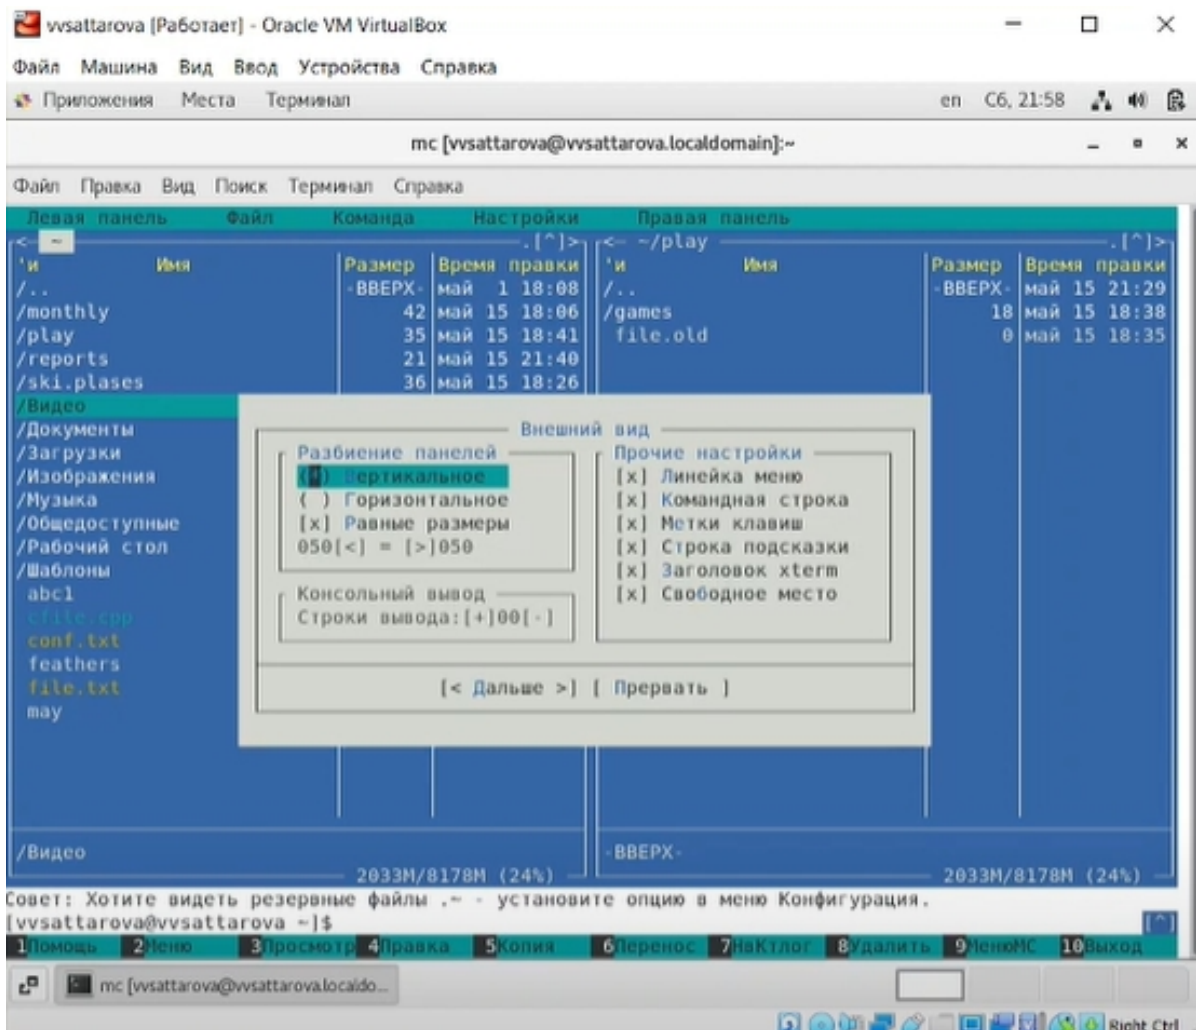 vvsattarova [Работает] - Oracle VM VirtualBox
Файл Машина Вид Ввод Устройства Справка
Приложения Места Терминал en Сб, 21:58
mc [vvsattarova@vvsattarova.localdomain]:~
Файл Правка Вид Поиск Терминал Справка
Левая панель Файл Команда Настройки Правая панель
<- ~ .[^]> <- ~/play .[^]>
'и Имя Размер Время правки 'и Имя Размер Время правки
/.. -ВВЕРХ- май 1 18:08 /.. -ВВЕРХ- май 15 21:29
/monthly 42 май 15 18:06 /games 18 май 15 18:38
/play 35 май 15 18:41 file.old 0 май 15 18:35
/reports 21 май 15 21:40
/ski.plases 36 май 15 18:26
/Видео
/Документы
/Загрузки
/Изображения
/Музыка
/Общедоступные
/Рабочий стол
/Шаблоны
abc1
cfile.cpp
conf.txt
feathers
file.txt
may
Внешний вид
Разбиение панелей
(*) Вертикальное
( ) Горизонтальное
[x] Равные размеры
050[<] = [>]050
Консольный вывод
Строки вывода:[+]00[-]
Прочие настройки
[x] Линейка меню
[x] Командная строка
[x] Метки клавиш
[x] Строка подсказки
[x] Заголовок xterm
[x] Свободное место
[< Дальше >] [ Прервать ]
/Видео -ВВЕРХ-
2033M/8178M (24%) 2033M/8178M (24%)
Совет: Хотите видеть резервные файлы .~ - установите опцию в меню Конфигурация.
[vvsattarova@vvsattarova ~]$ [^]
1Помощь 2Меню 3Просмотр 4Правка 5Копия 6Перенос 7НвКтлог 8Удалить 9МенюMC 10Выход
mc [vvsattarova@vvsattarova.localdo...
Right Ctrl